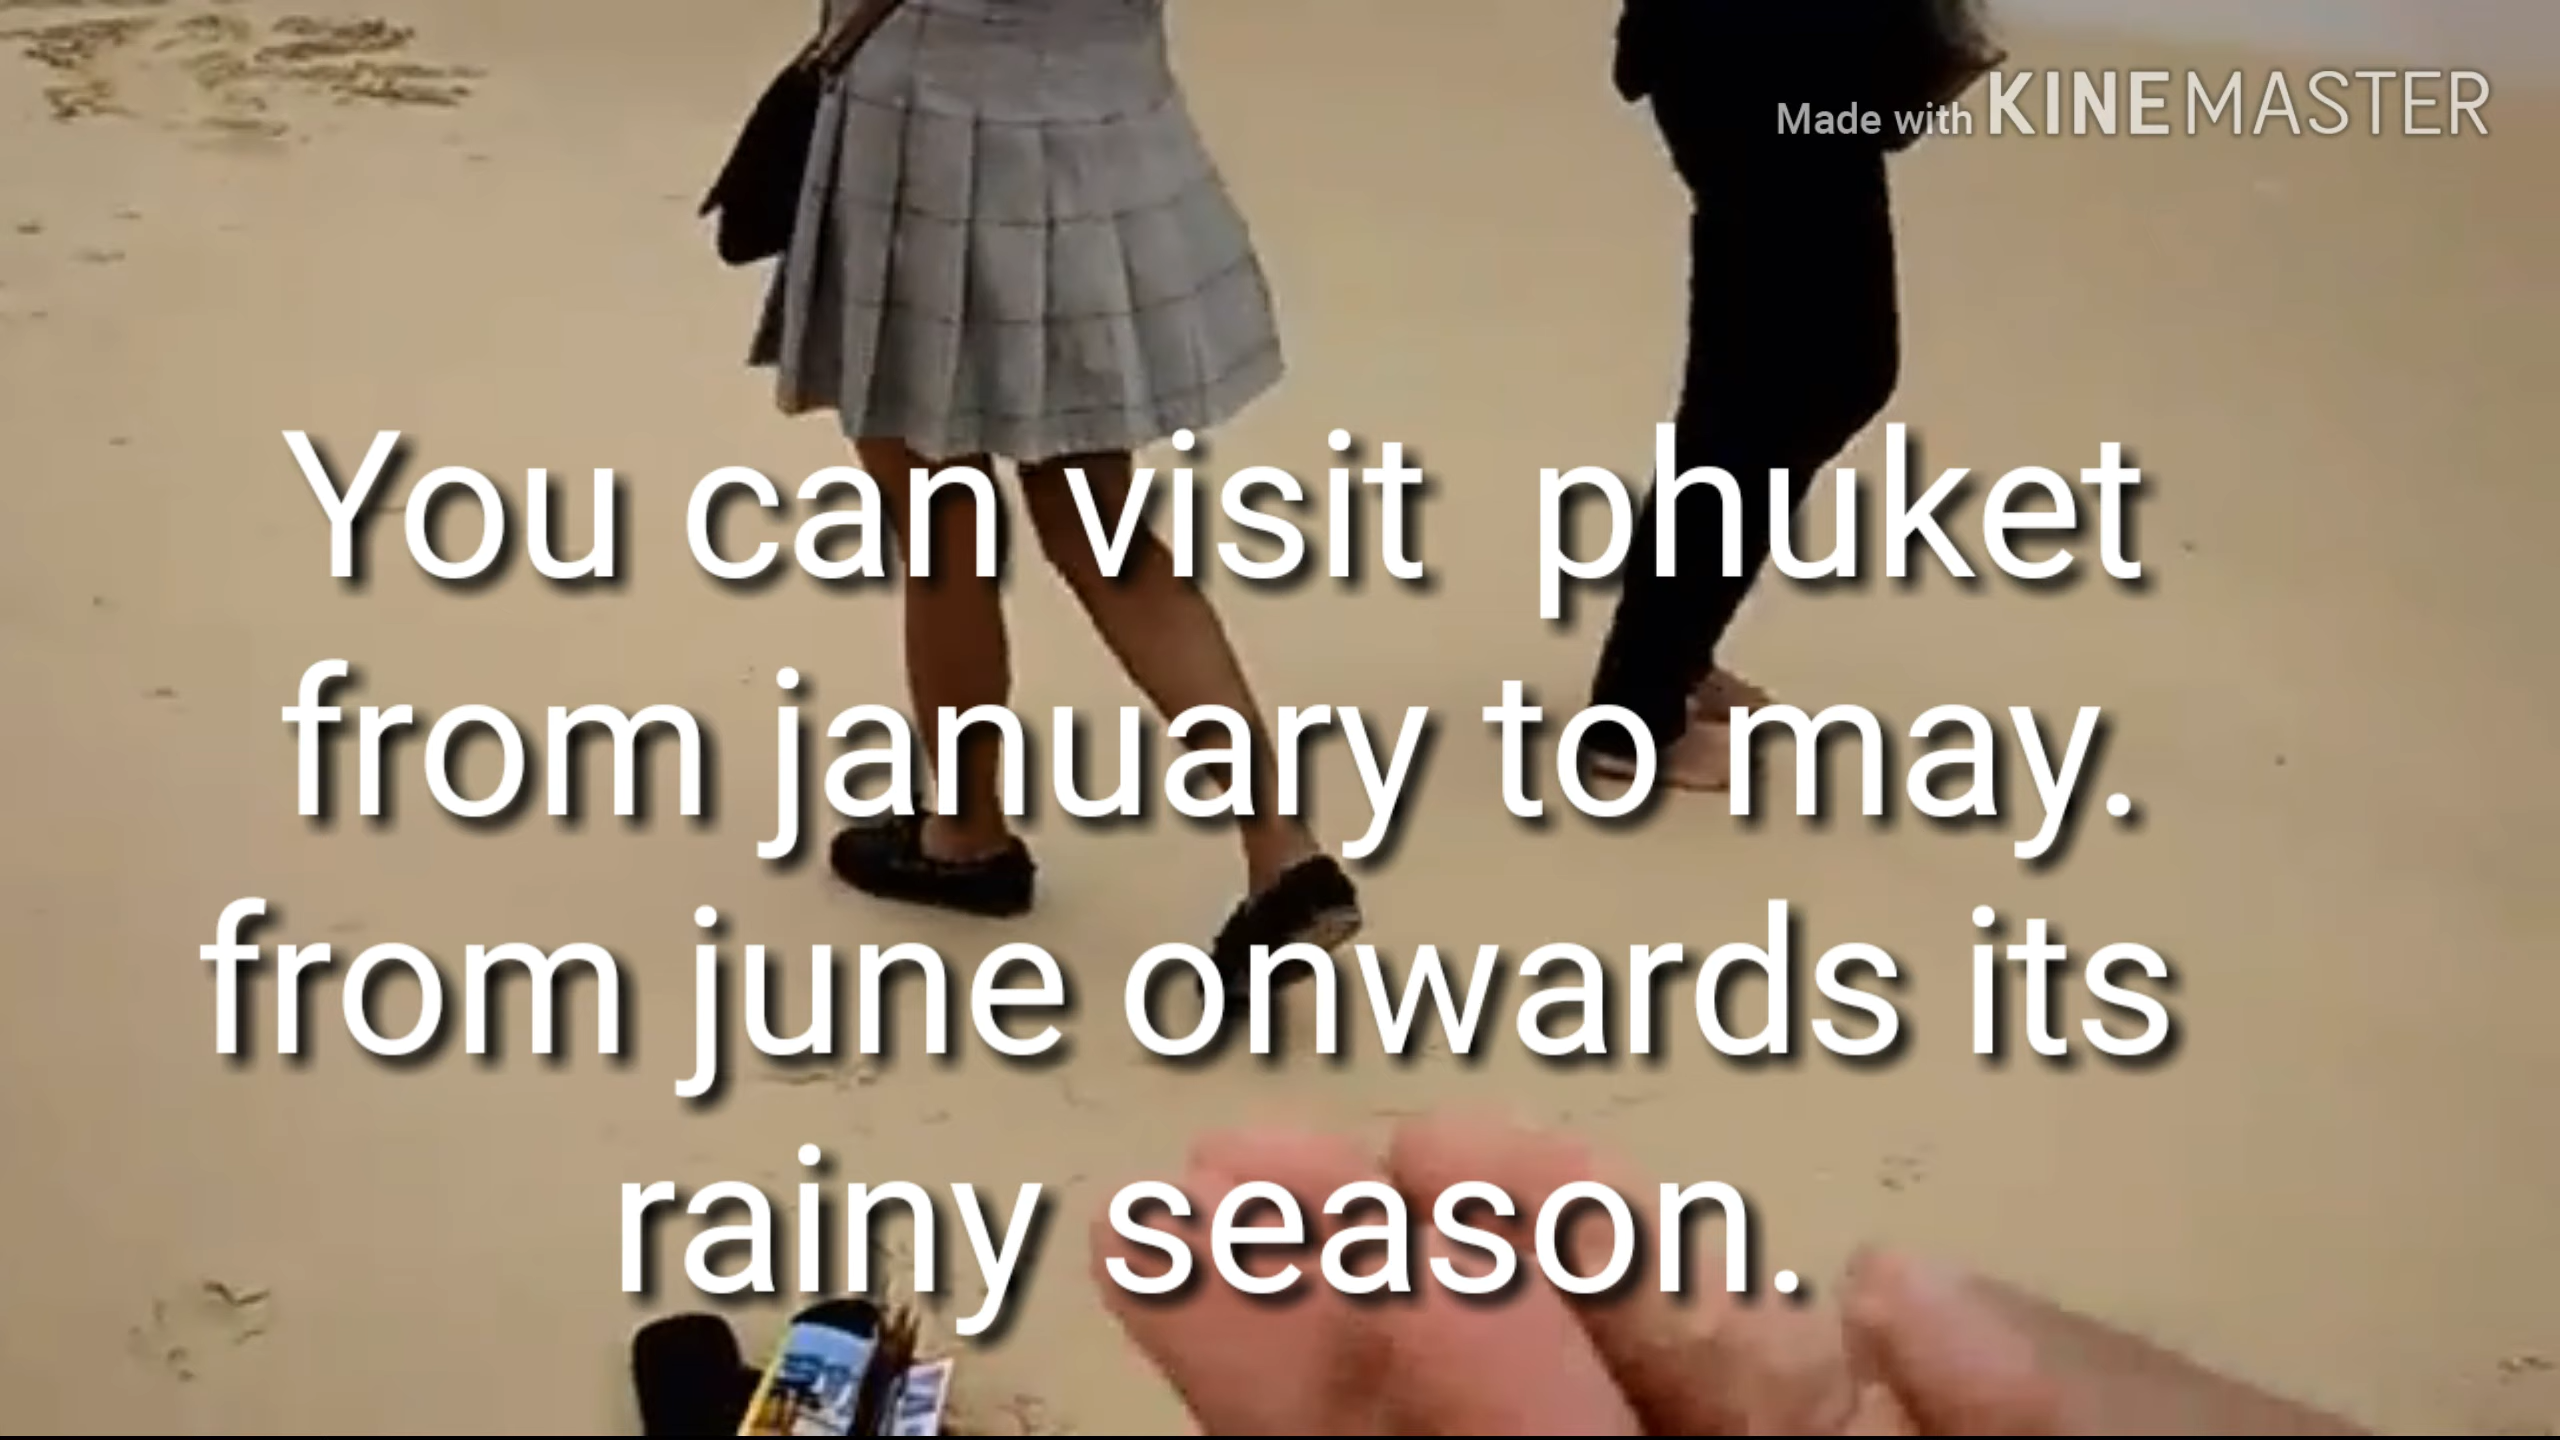 Made with KINEMASTER
You can visit  phuket
from january to may.
from june onwards its
rainy season.